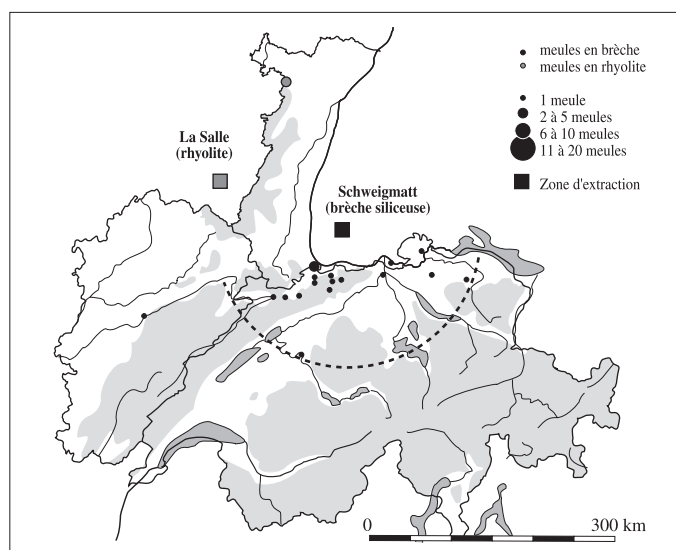 meules en brèche
meules en rhyolite
1 meule
2 à 5 meules
6 à 10 meules
11 à 20 meules
Zone d'extraction
La Salle
(rhyolite)
Schweigmatt
(brèche siliceuse)
0 300 km